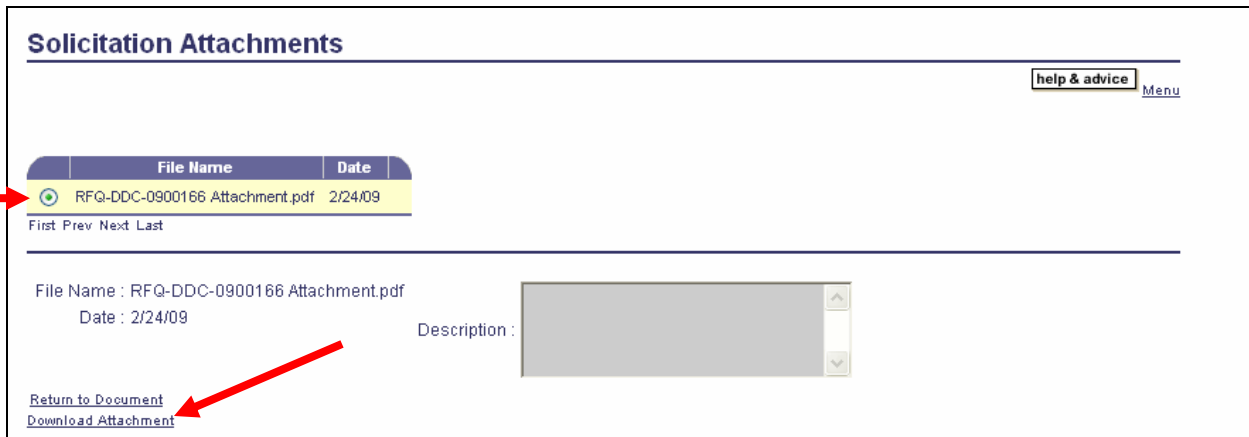 Solicitation Attachments
help & advice Menu
File Name Date
RFQ-DDC-0900166 Attachment.pdf 2/24/09
First Prev Next Last
File Name : RFQ-DDC-0900166 Attachment.pdf
Date : 2/24/09
Description :
Return to Document
Download Attachment